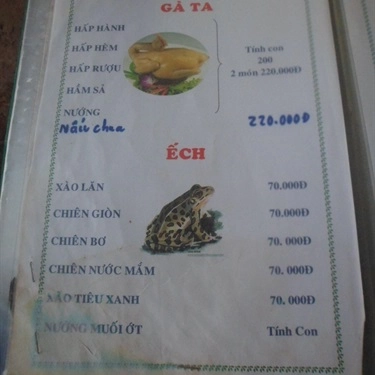 GÀ TA
HẤP HÀNH
HẤP HÈM
HẤP RƯỢU
HẦM SẢ
NƯỚNG
Tính con
200
2 món 220.000Đ
Nấu chua 220.000Đ
ẾCH
XÀO LĂN 70.000Đ
CHIÊN GIÒN 70.000Đ
CHIÊN BƠ 70. 000Đ
CHIÊN NƯỚC MẮM 70. 000Đ
XÀO TIÊU XANH 70. 000Đ
NƯỚNG MUỐI ỚT Tính Con